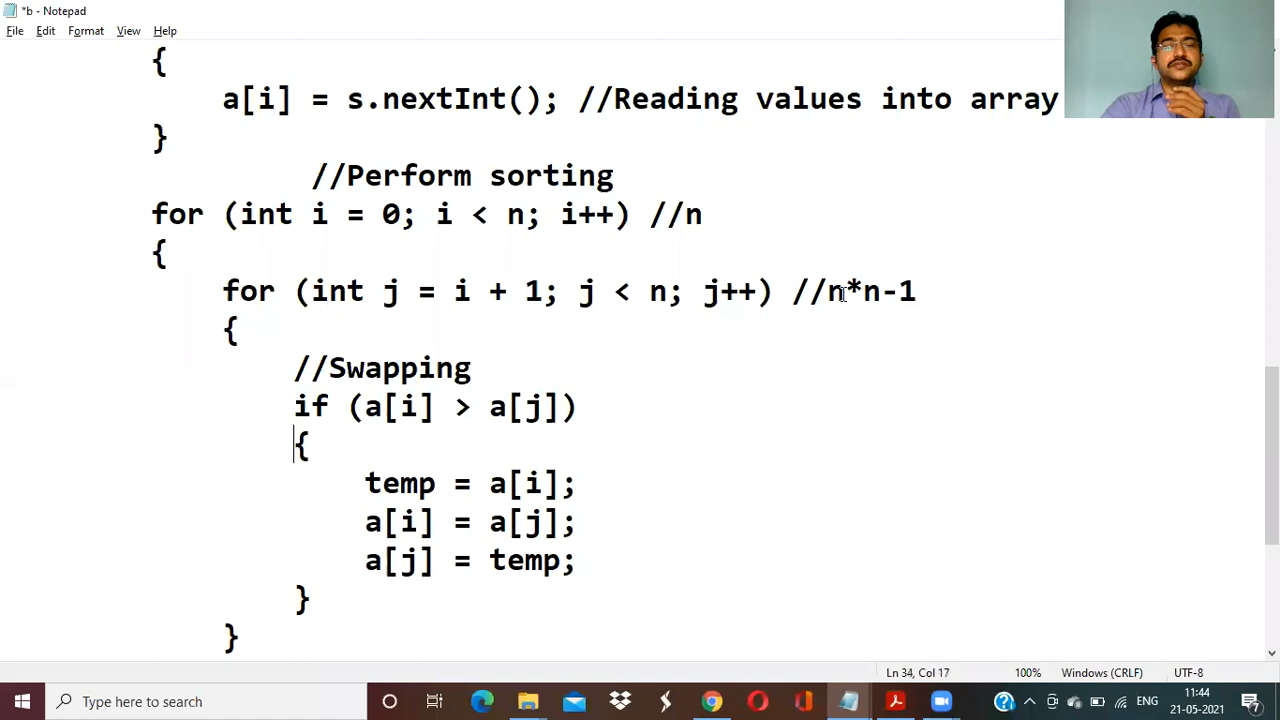 *b - Notepad
File Edit Format View Help
{
a[i] = s.nextInt(); //Reading values into array
}
//Perform sorting
for (int i = 0; i < n; i++) //n
{
for (int j = i + 1; j < n; j++) //n*n-1
{
//Swapping
if (a[i] > a[j])
{
temp = a[i];
a[i] = a[j];
a[j] = temp;
}
}
Ln 34, Col 17 100% Windows (CRLF) UTF-8
Type here to search
ENG
11:44
21-05-2021
7